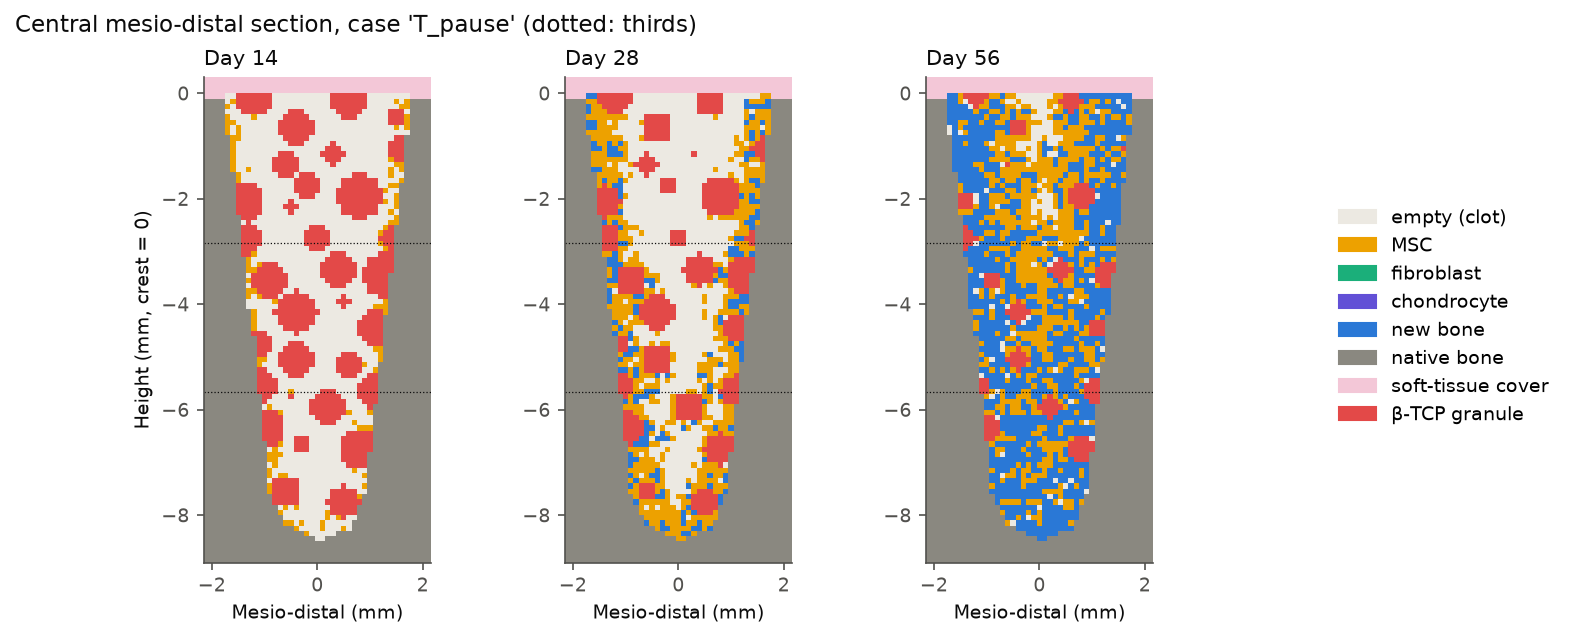 Central mesio-distal section, case 'T_pause' (dotted: thirds)
Day 14
Day 28
Day 56
Height (mm, crest = 0)
0
−2
−4
−6
−8
0
−2
−4
−6
−8
0
−2
−4
−6
−8
−2 0 2
−2 0 2
−2 0 2
Mesio-distal (mm)
Mesio-distal (mm)
Mesio-distal (mm)
empty (clot)
MSC
fibroblast
chondrocyte
new bone
native bone
soft-tissue cover
β-TCP granule